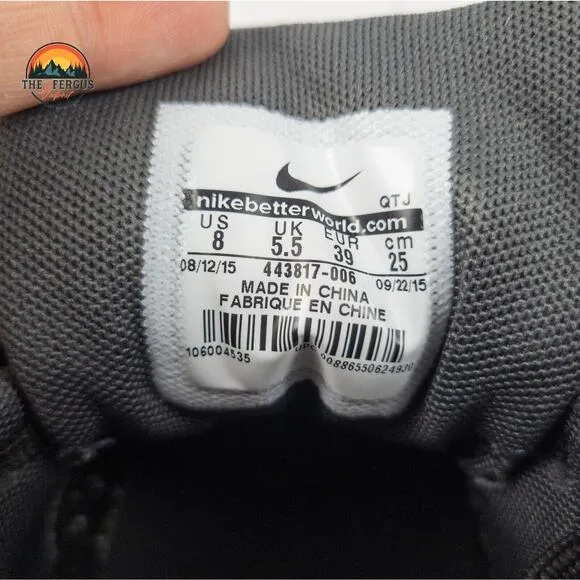 THE FERGUS
nikebetterworld.com QTJ
US UK EUR cm
8 5.5 39 25
08/12/15 443817-006 09/22/15
MADE IN CHINA
FABRIQUE EN CHINE
106004535